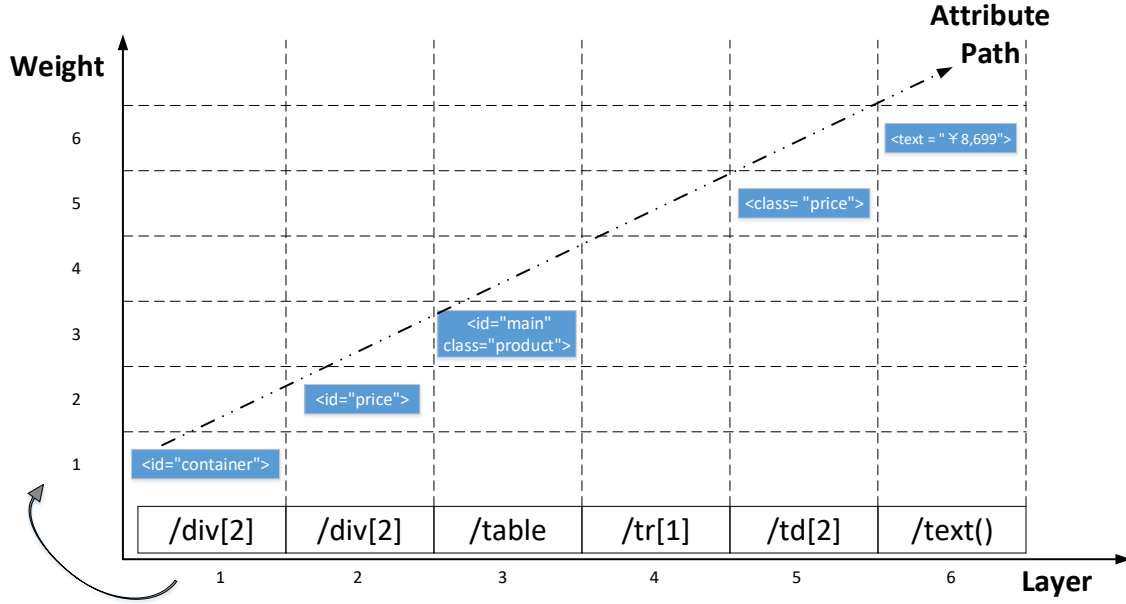 Attribute
Path
Weight
6
<text = "￥8,699">
5
<class= "price">
4
3
<id="main"
class="product">
2
<id="price">
1
<id="container">
/div[2]
/div[2]
/table
/tr[1]
/td[2]
/text()
1
2
3
4
5
6
Layer